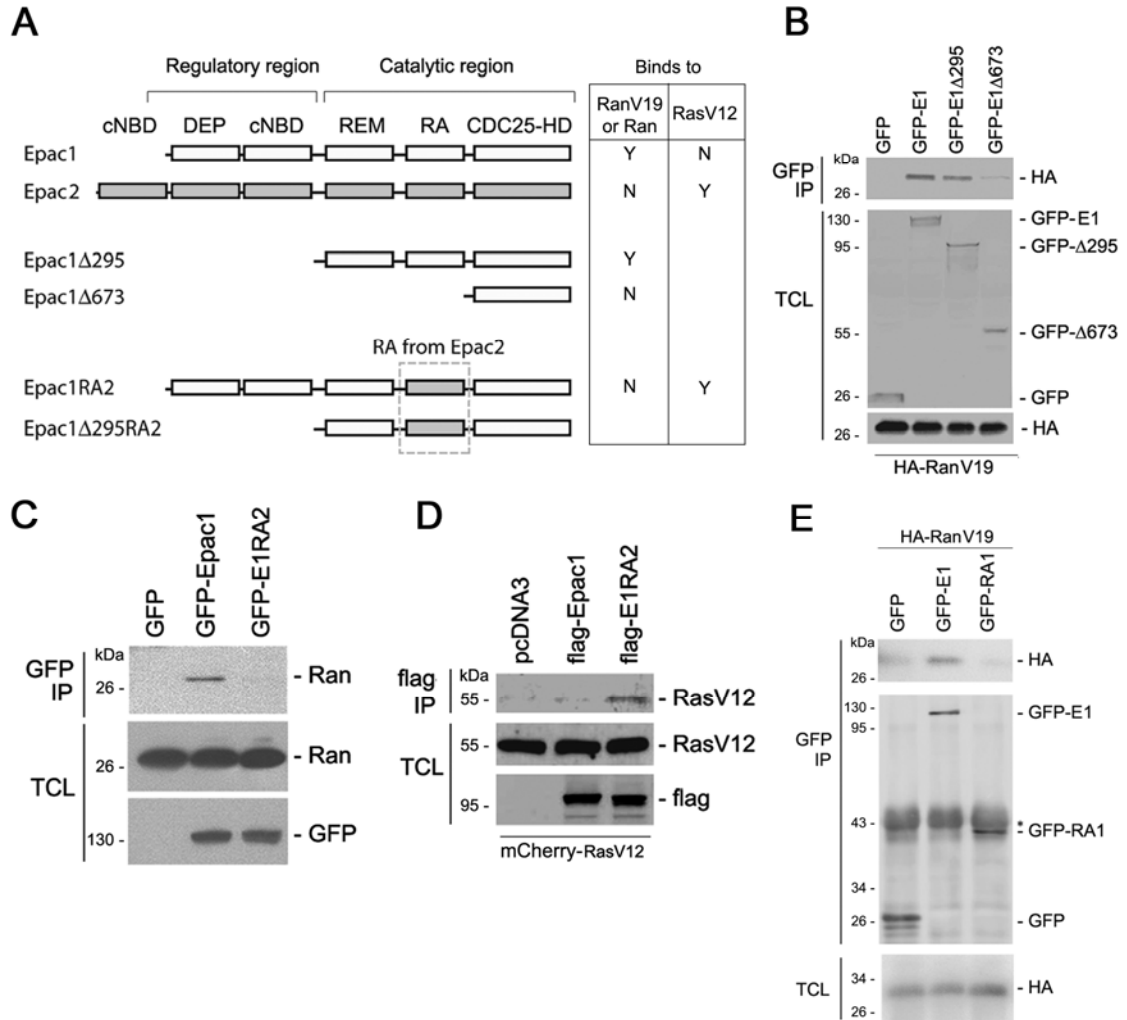 A
Regulatory region Catalytic region Binds to
cNBD DEP cNBD REM RA CDC25-HD RanV19 or Ran RasV12
Epac1 Y N
Epac2 N Y
Epac1Δ295 Y
Epac1Δ673 N
RA from Epac2
Epac1RA2 N Y
Epac1Δ295RA2
B
GFP GFP-E1 GFP-E1Δ295 GFP-E1Δ673
kDa
GFP IP
26 -
- HA
TCL
130 - - GFP-E1
95 - - GFP-Δ295
55 - - GFP-Δ673
26 - - GFP
26 - - HA
HA-RanV19
C
GFP GFP-Epac1 GFP-E1RA2
kDa
GFP IP
26 - - Ran
TCL
26 - - Ran
130 - - GFP
D
pcDNA3 flag-Epac1 flag-E1RA2
kDa
flag IP
55 - - RasV12
TCL
55 - - RasV12
95 - - flag
mCherry-RasV12
E
HA-RanV19
GFP GFP-E1 GFP-RA1
kDa
34 - - HA
26 -
GFP IP
130 - - GFP-E1
95 -
43 - *
- GFP-RA1
34 -
26 - - GFP
TCL
34 - - HA
26 -